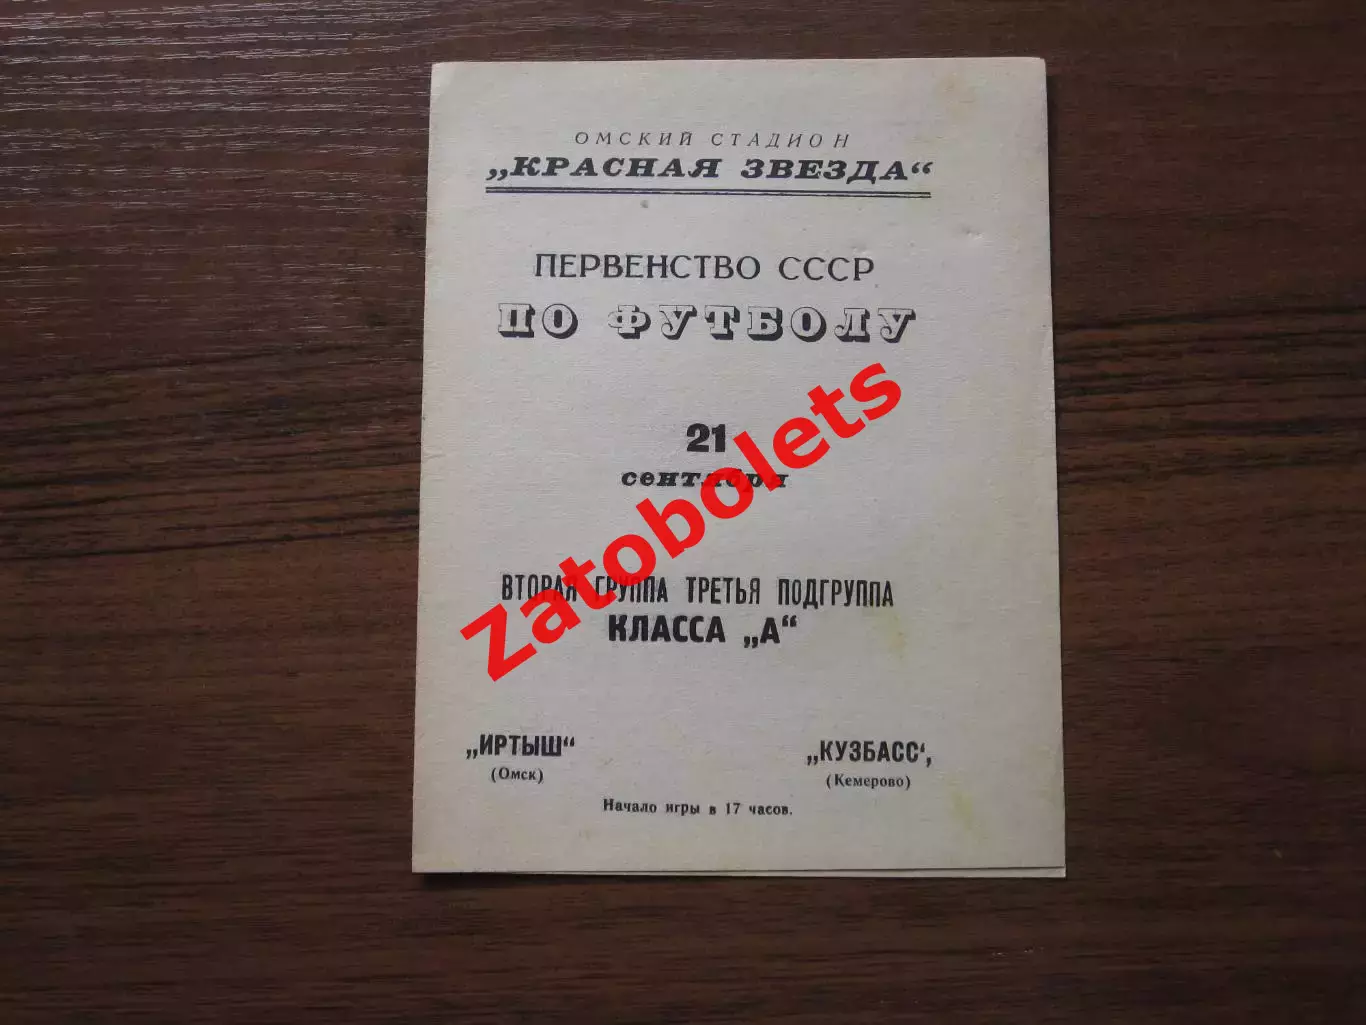 ОМСКИЙ СТАДИОН
„КРАСНАЯ ЗВЕЗДА“
ПЕРВЕНСТВО СССР
ПО ФУТБОЛУ
21
сентября
ВТОРАЯ ГРУППА ТРЕТЬЯ ПОДГРУППА
КЛАССА „А“
„ИРТЫШ“
(Омск)
„КУЗБАСС‘,
(Кемерово)
Начало игры в 17 часов.
Zatobolets